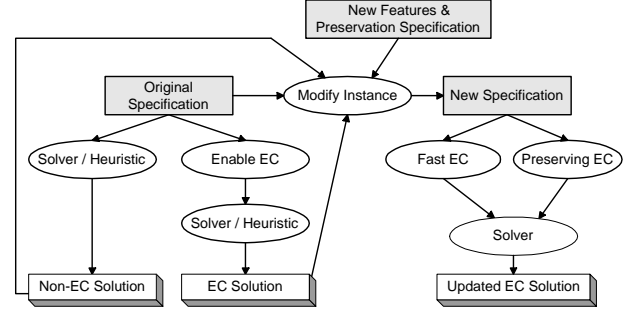 New Features &
Preservation Specification
Original
Specification
Modify Instance
New Specification
Solver / Heuristic
Enable EC
Fast EC
Preserving EC
Solver / Heuristic
Solver
Non-EC Solution
EC Solution
Updated EC Solution